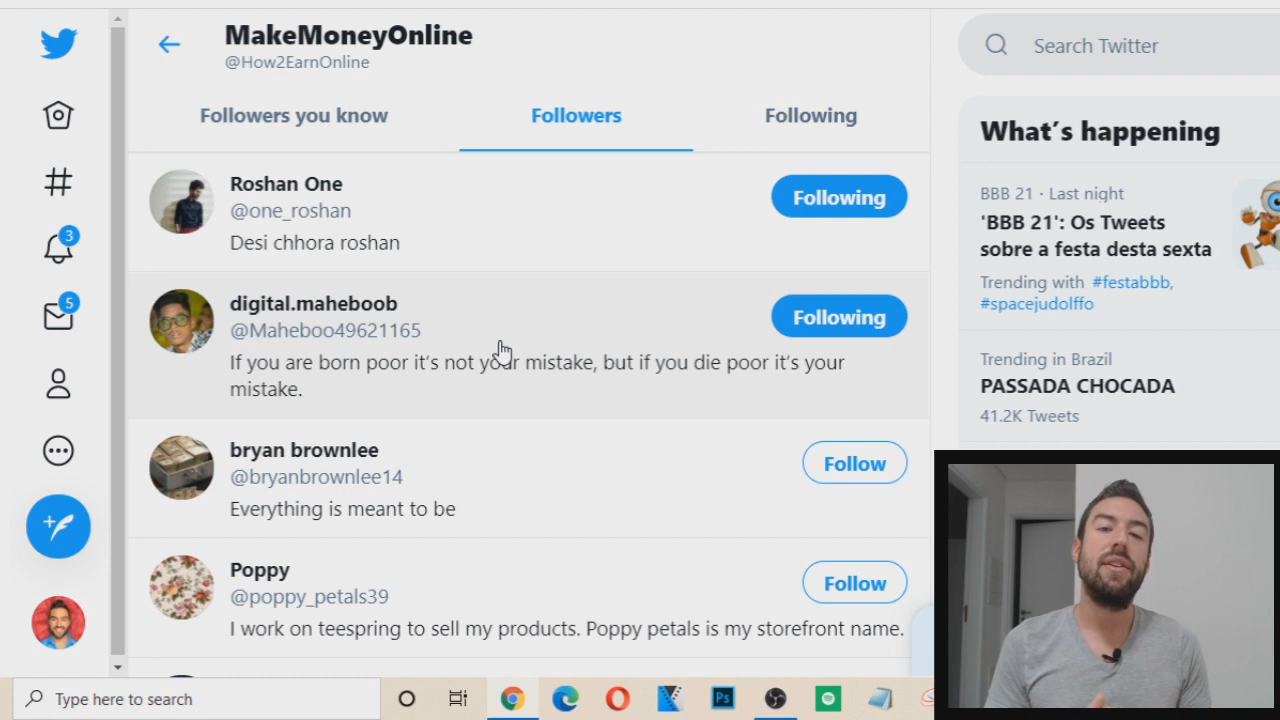 MakeMoneyOnline
@How2EarnOnline
Followers you know
Followers
Following
Roshan One
@one_roshan
Desi chhora roshan
Following
digital.maheboob
@Maheboo49621165
If you are born poor it's not your mistake, but if you die poor it's your
mistake.
Following
bryan brownlee
@bryanbrownlee14
Everything is meant to be
Follow
Poppy
@poppy_petals39
I work on teespring to sell my products. Poppy petals is my storefront name.
Follow
3
5
Search Twitter
What's happening
BBB 21 · Last night
'BBB 21': Os Tweets
sobre a festa desta sexta
Trending with #festabbb,
#spacejudolffo
Trending in Brazil
PASSADA CHOCADA
41.2K Tweets
Type here to search
Ps